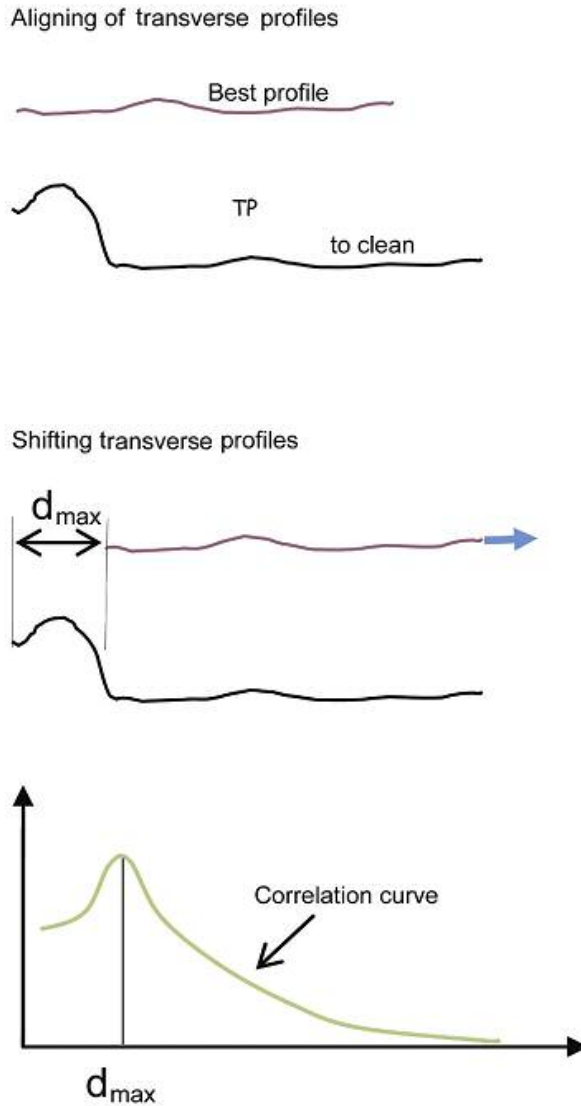 Aligning of transverse profiles
Best profile
TP
to clean
Shifting transverse profiles
dmax
Correlation curve
dmax